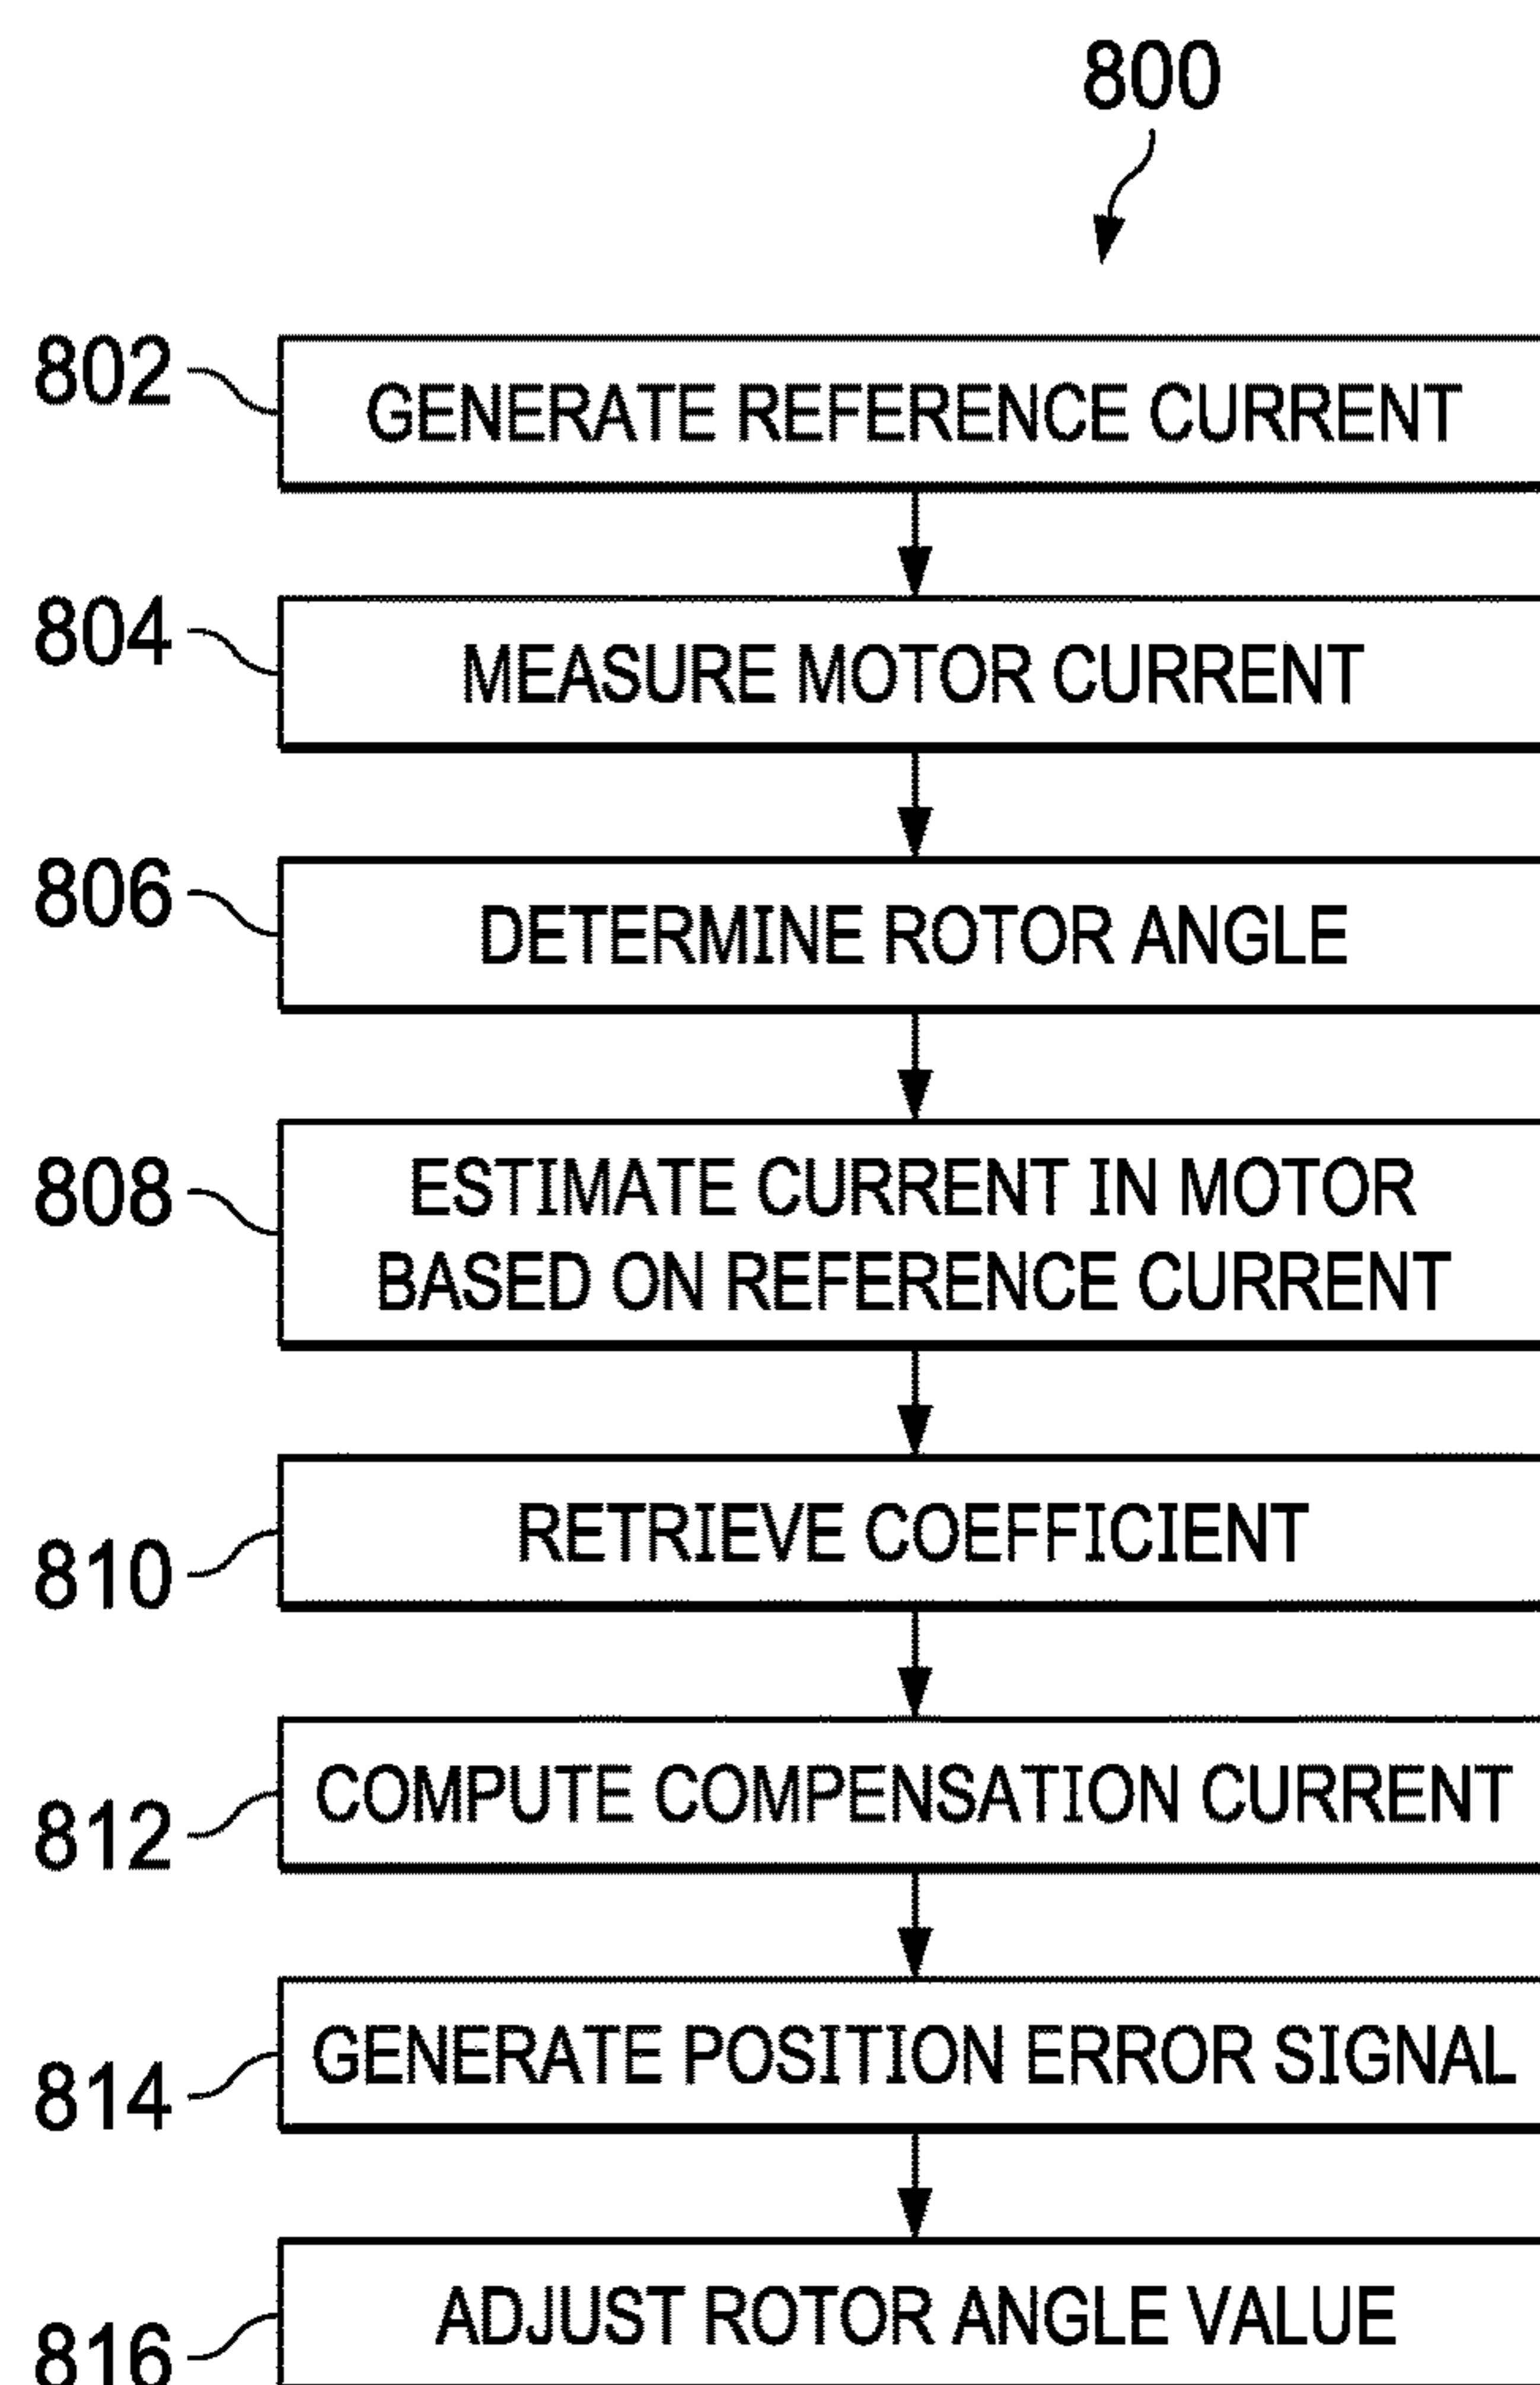 800
802
GENERATE REFERENCE CURRENT
804
MEASURE MOTOR CURRENT
806
DETERMINE ROTOR ANGLE
808
ESTIMATE CURRENT IN MOTOR
BASED ON REFERENCE CURRENT
810
RETRIEVE COEFFICIENT
812
COMPUTE COMPENSATION CURRENT
814
GENERATE POSITION ERROR SIGNAL
816
ADJUST ROTOR ANGLE VALUE